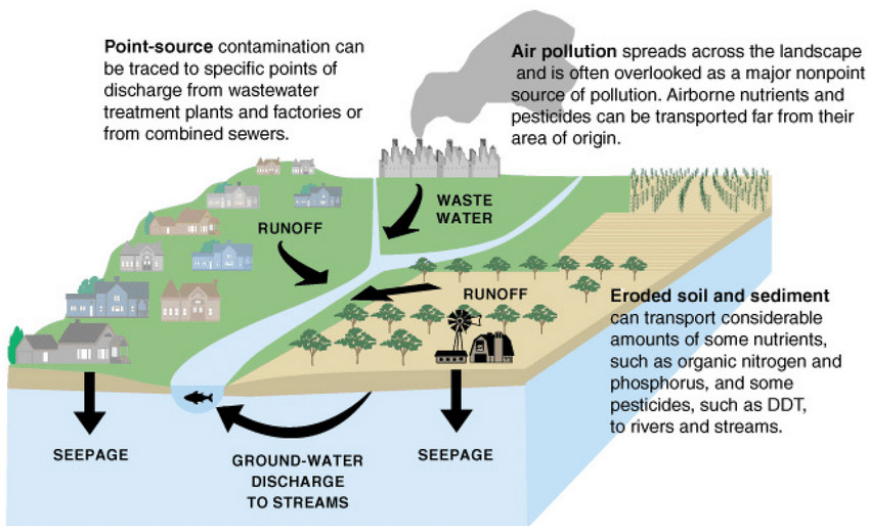 Point-source contamination can
be traced to specific points of
discharge from wastewater
treatment plants and factories or
from combined sewers.
Air pollution spreads across the landscape
and is often overlooked as a major nonpoint
source of pollution. Airborne nutrients and
pesticides can be transported far from their
area of origin.
WASTE
WATER
RUNOFF
RUNOFF
Eroded soil and sediment
can transport considerable
amounts of some nutrients,
such as organic nitrogen and
phosphorus, and some
pesticides, such as DDT,
to rivers and streams.
SEEPAGE
GROUND-WATER
DISCHARGE
TO STREAMS
SEEPAGE